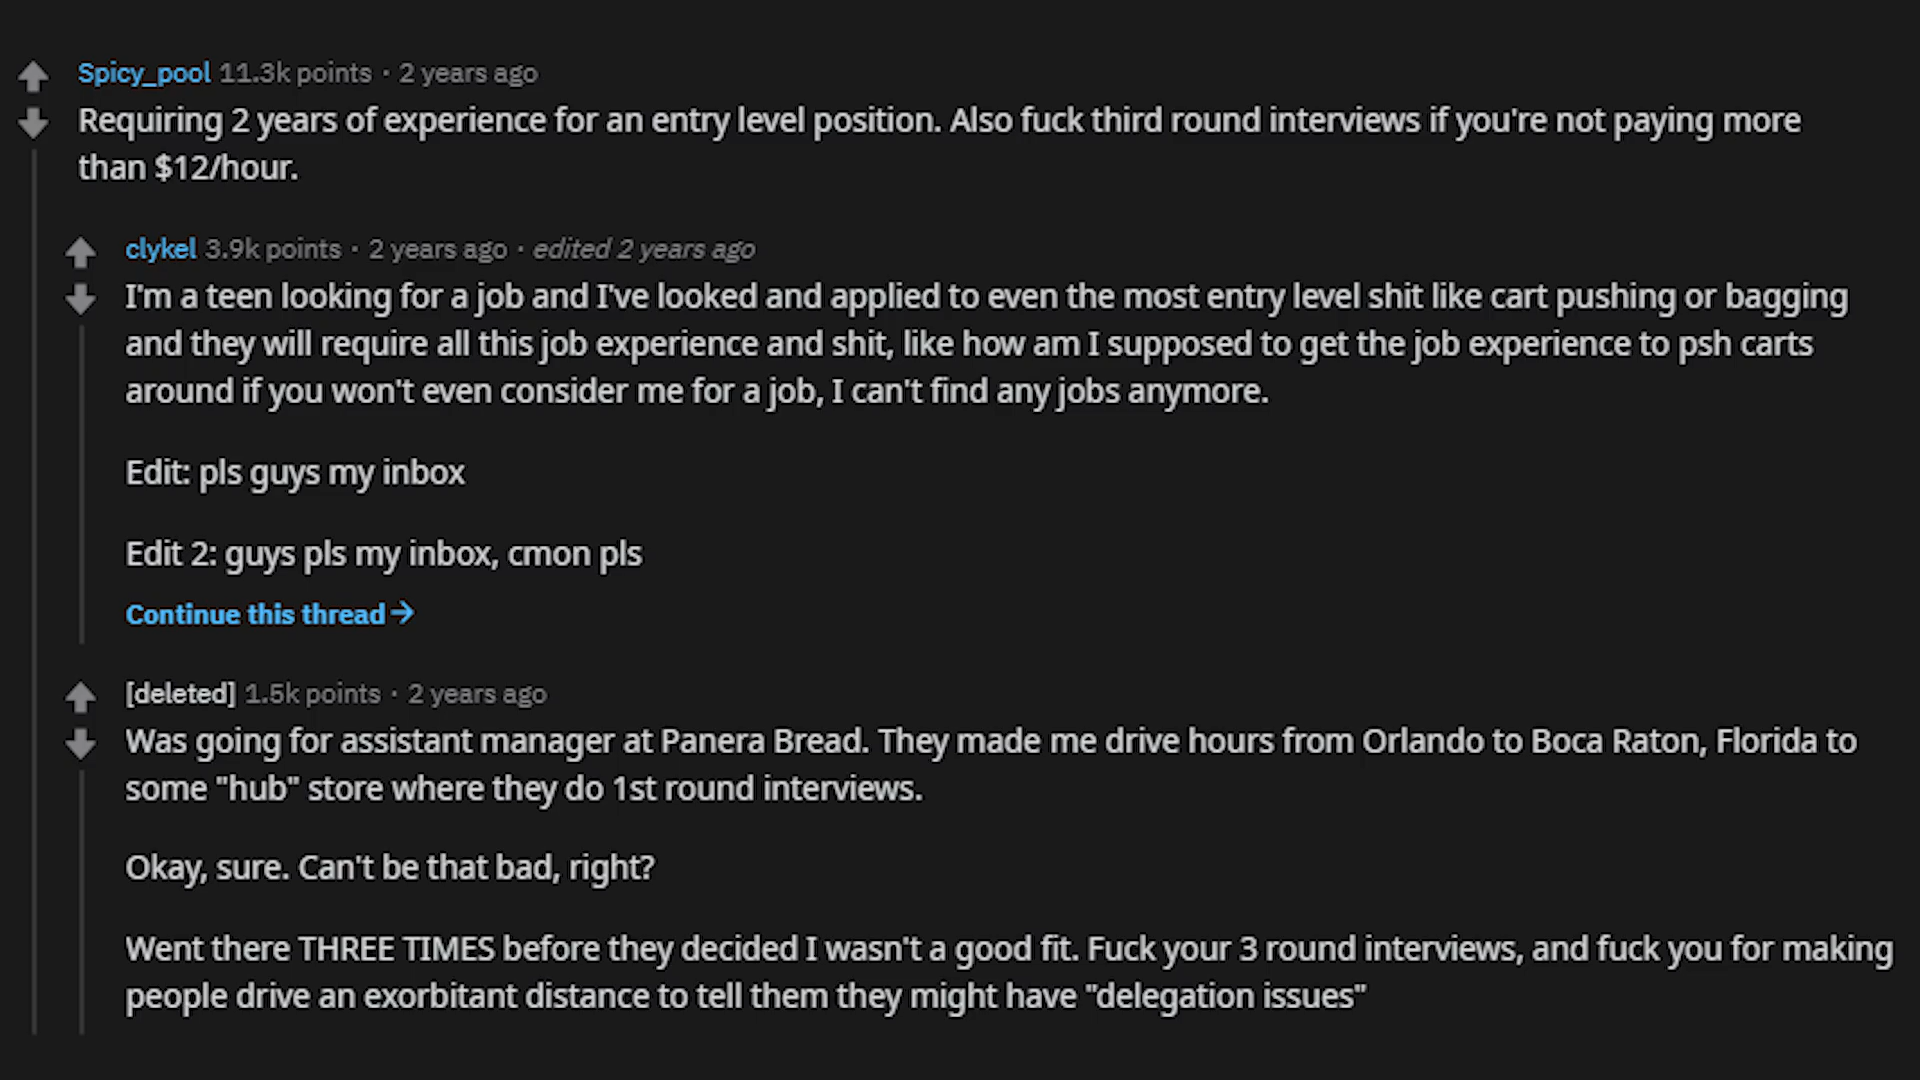 Spicy_pool 11.3k points · 2 years ago
Requiring 2 years of experience for an entry level position. Also fuck third round interviews if you're not paying more
than $12/hour.
clykel 3.9k points · 2 years ago · edited 2 years ago
I'm a teen looking for a job and I've looked and applied to even the most entry level shit like cart pushing or bagging
and they will require all this job experience and shit, like how am I supposed to get the job experience to psh carts
around if you won't even consider me for a job, I can't find any jobs anymore.
Edit: pls guys my inbox
Edit 2: guys pls my inbox, cmon pls
Continue this thread→
[deleted] 1.5k points · 2 years ago
Was going for assistant manager at Panera Bread. They made me drive hours from Orlando to Boca Raton, Florida to
some "hub" store where they do 1st round interviews.
Okay, sure. Can't be that bad, right?
Went there THREE TIMES before they decided I wasn't a good fit. Fuck your 3 round interviews, and fuck you for making
people drive an exorbitant distance to tell them they might have "delegation issues"